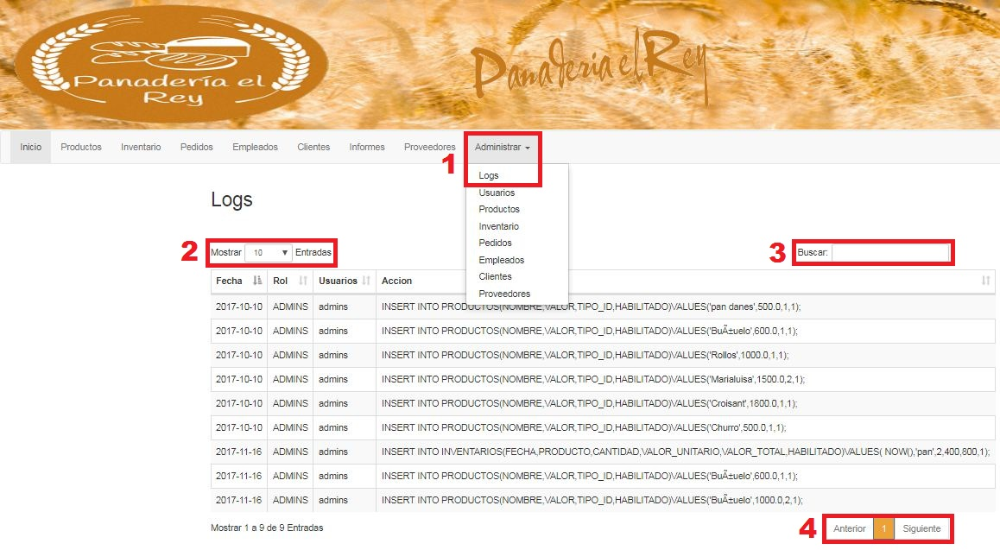 Panadería el
Rey
Panaderia el Rey
Inicio Productos Inventario Pedidos Empleados Clientes Informes Proveedores Administrar
1
Logs
Usuarios
Productos
Inventario
Pedidos
Empleados
Clientes
Proveedores
Logs
2 Mostrar 10 Entradas 3 Buscar:
Fecha Rol Usuarios Accion
2017-10-10 ADMINS admins INSERT INTO PRODUCTOS(NOMBRE,VALOR,TIPO_ID,HABILITADO)VALUES('pan danes',500.0,1,1);
2017-10-10 ADMINS admins INSERT INTO PRODUCTOS(NOMBRE,VALOR,TIPO_ID,HABILITADO)VALUES('BuÃ±uelo',600.0,1,1);
2017-10-10 ADMINS admins INSERT INTO PRODUCTOS(NOMBRE,VALOR,TIPO_ID,HABILITADO)VALUES('Rollos',1000.0,1,1);
2017-10-10 ADMINS admins INSERT INTO PRODUCTOS(NOMBRE,VALOR,TIPO_ID,HABILITADO)VALUES('Marialuisa',1500.0,2,1);
2017-10-10 ADMINS admins INSERT INTO PRODUCTOS(NOMBRE,VALOR,TIPO_ID,HABILITADO)VALUES('Croisant',1800.0,1,1);
2017-10-10 ADMINS admins INSERT INTO PRODUCTOS(NOMBRE,VALOR,TIPO_ID,HABILITADO)VALUES('Churro',500.0,1,1);
2017-11-16 ADMINS admins INSERT INTO INVENTARIOS(FECHA,PRODUCTO,CANTIDAD,VALOR_UNITARIO,VALOR_TOTAL,HABILITADO)VALUES( NOW(),'pan',2,400,800,1);
2017-11-16 ADMINS admins INSERT INTO PRODUCTOS(NOMBRE,VALOR,TIPO_ID,HABILITADO)VALUES('BuÃ±uelo',600.0,1,1);
2017-11-16 ADMINS admins INSERT INTO PRODUCTOS(NOMBRE,VALOR,TIPO_ID,HABILITADO)VALUES('BuÃ±uelo',1000.0,2,1);
Mostrar 1 a 9 de 9 Entradas 4 Anterior 1 Siguiente